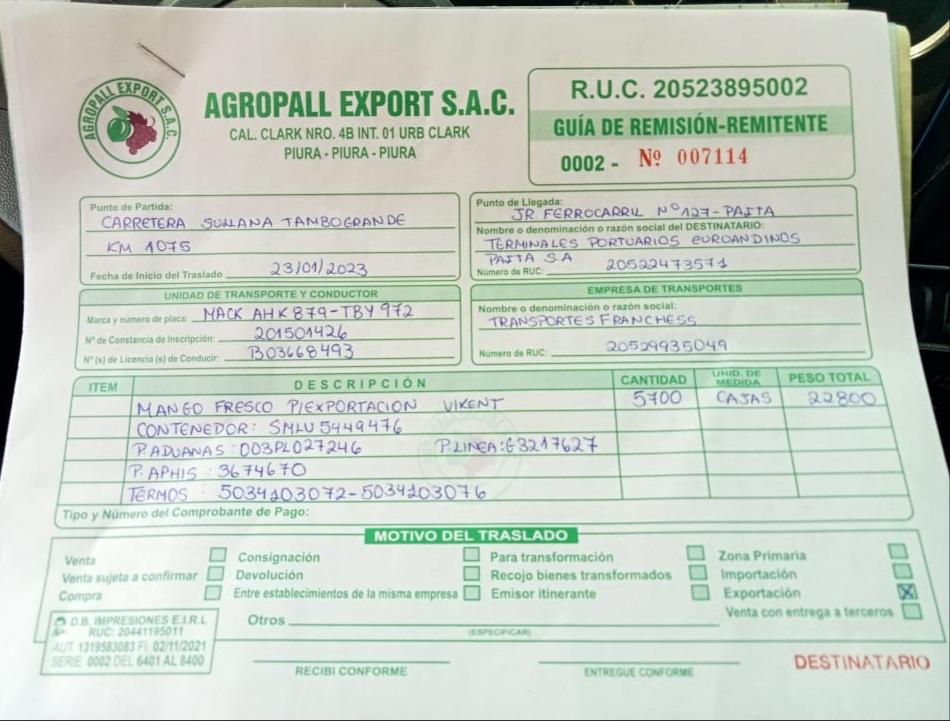 AGROPALL EXPORT S.A.C
AGROPALL EXPORT S.A.C.
CAL. CLARK NRO. 4B INT. 01 URB CLARK
PIURA - PIURA - PIURA
R.U.C. 20523895002
GUÍA DE REMISIÓN-REMITENTE
0002 - Nº 007114
Punto de Partida:
CARRETERA SULLANA TAMBOGRANDE
KM 1075
Fecha de Inicio del Traslado 23/01/2023
Punto de Llegada:
JR. FERROCARRIL Nº 127-PAITA
Nombre o denominación o razón social del DESTINATARIO:
TERMINALES PORTUARIOS EUROANDINOS
PAITA S A
Número de RUC: 20522473571
UNIDAD DE TRANSPORTE Y CONDUCTOR
Marca y número de placa: MACK AHK 879-TBY 972
Nº de Constancia de Inscripción: 201501426
Nº (s) de Licencia (s) de Conducir: B03668493
EMPRESA DE TRANSPORTES
Nombre o denominación o razón social:
TRANSPORTES FRANCHESS
Número de RUC: 20529935049
ITEM DESCRIPCIÓN CANTIDAD UNID. DE MEDIDA PESO TOTAL
MANGO FRESCO P/EXPORTACION VIKENT 5700 CAJAS 22800
CONTENEDOR: SMLU 5449476
P.ADUANAS: 003PL027246 P.LINEA: G3217627
P. APHIS : 3674670
TERMOS : 5034103072-5034103076
Tipo y Número del Comprobante de Pago:
MOTIVO DEL TRASLADO
Venta Consignación Para transformación Zona Primaria
Venta sujeta a confirmar Devolución Recojo bienes transformados Importación
Compra Entre establecimientos de la misma empresa Emisor itinerante Exportación X
Otros Venta con entrega a terceros
(ESPECIFICAR)
D.B. IMPRESIONES E.I.R.L
RUC: 20441195011
AUT. 1319583083 FI. 02/11/2021
SERIE 0002 DEL 6401 AL 8400
RECIBI CONFORME
ENTREGUE CONFORME
DESTINATARIO